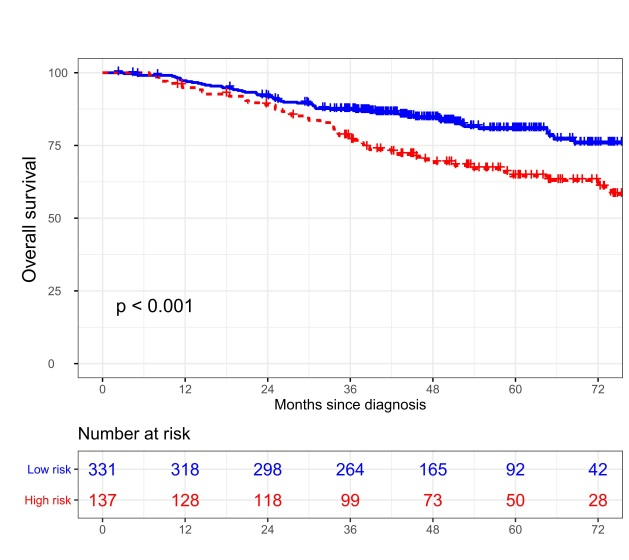 100
75
50
25
0
Overall survival
p < 0.001
0 12 24 36 48 60 72
Months since diagnosis
Number at risk
Low risk 331 318 298 264 165 92 42
High risk 137 128 118 99 73 50 28
0 12 24 36 48 60 72